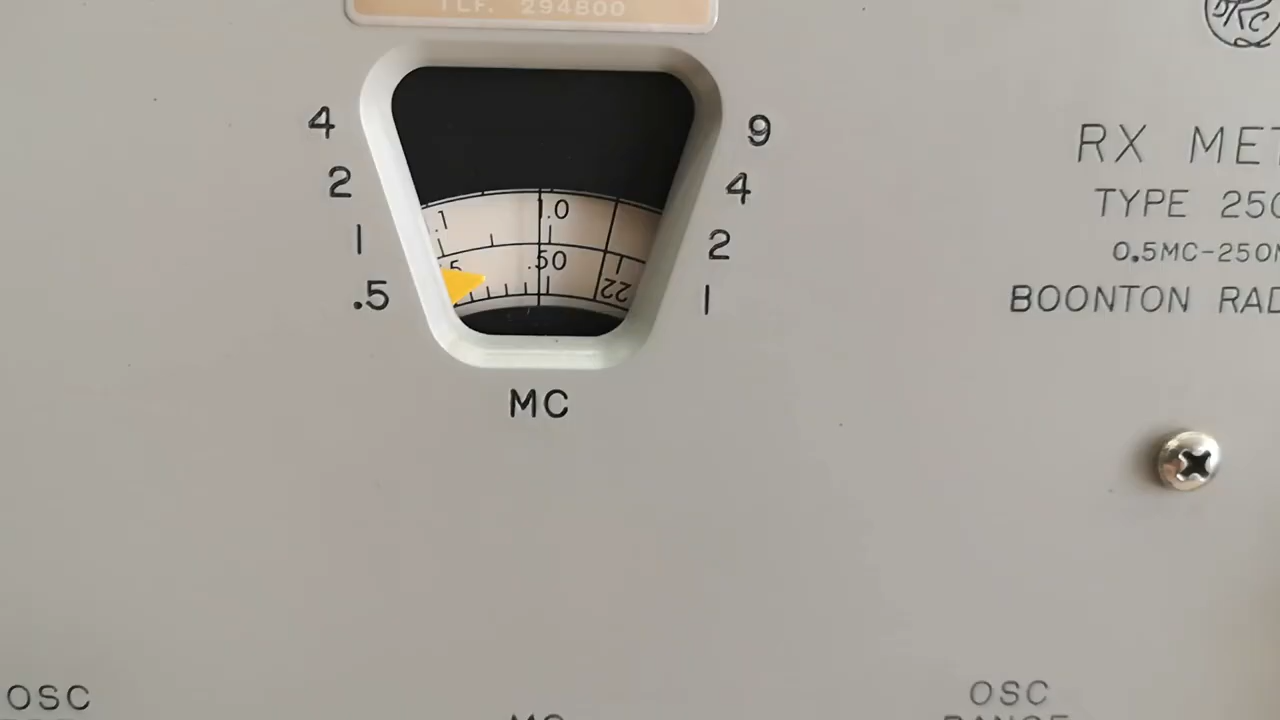 TLF. 294800
4
9
2
4
1
2
.5
1
.1
1.0
.50
22
MC
RX MET
TYPE 250
0.5MC-250M
BOONTON RAD
OSC
OSC